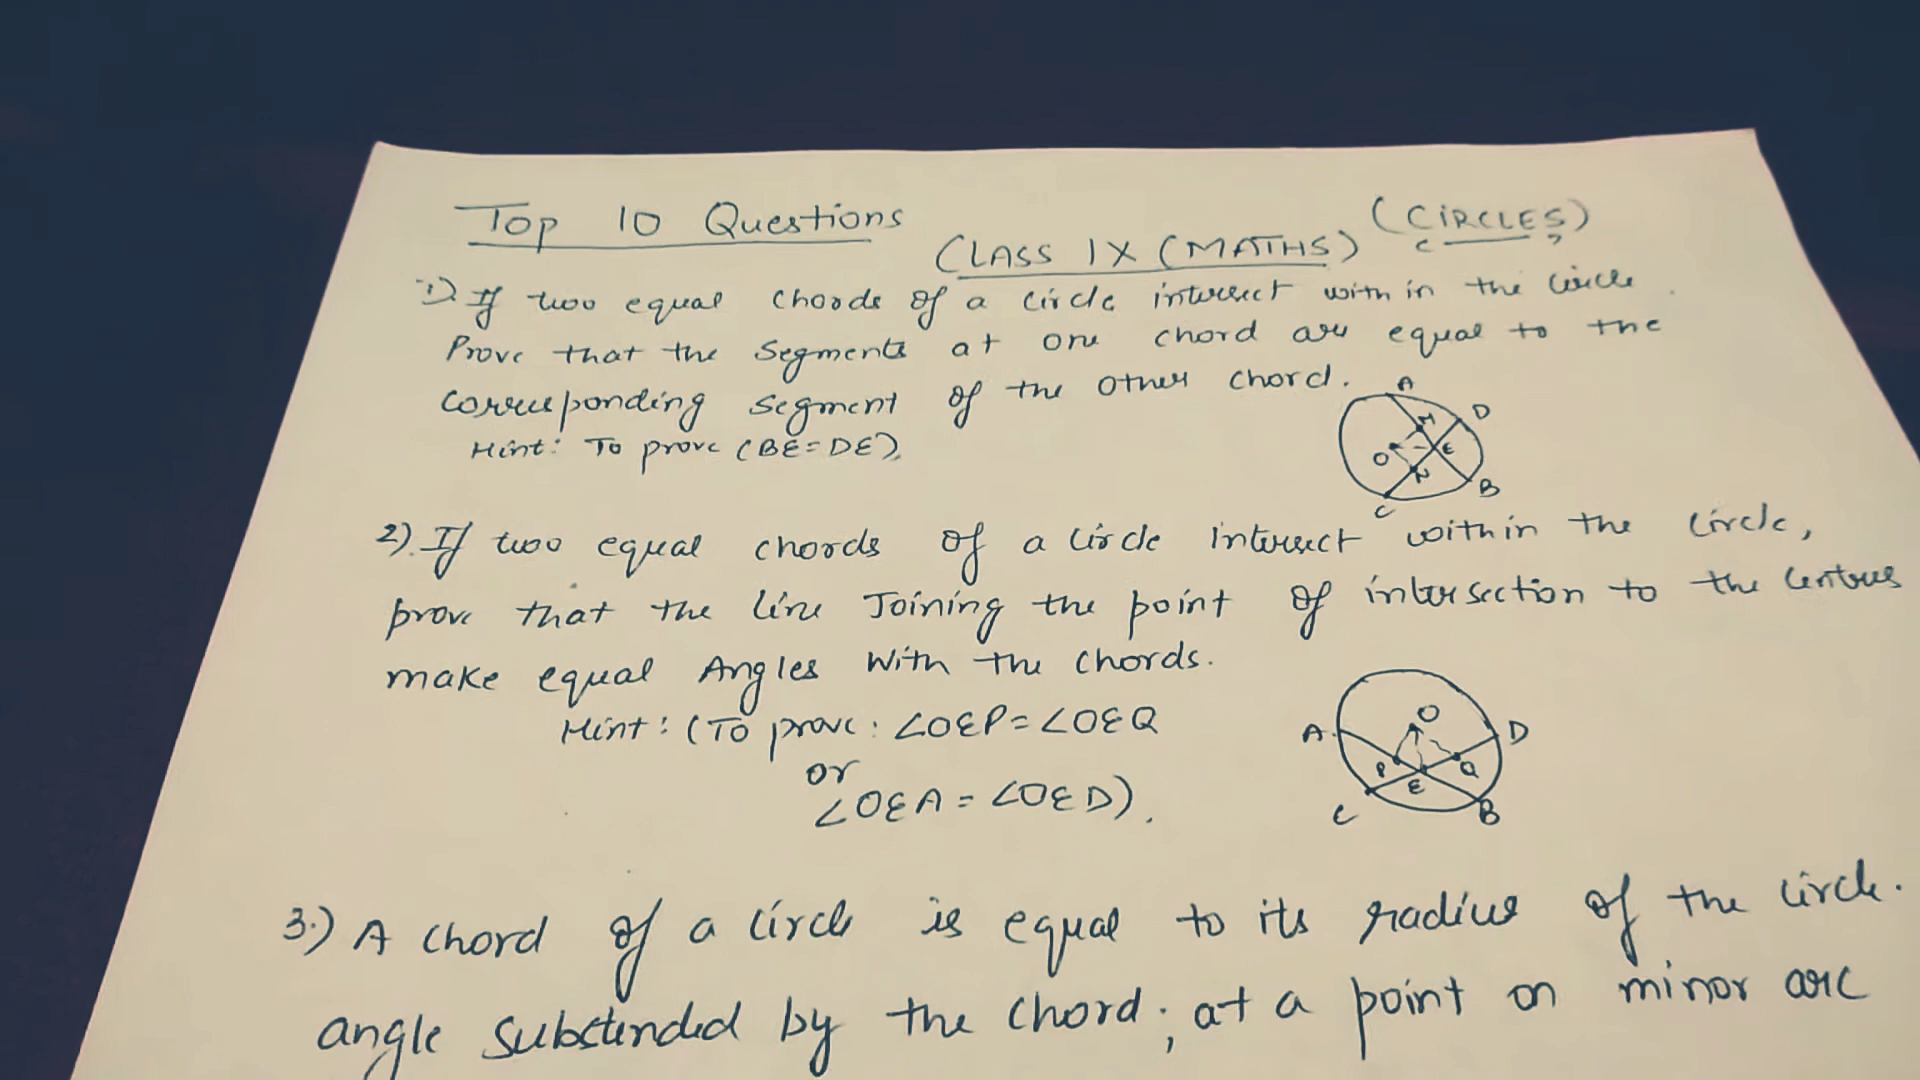 Top 10 Questions
CLASS IX (MATHS) (CIRCLES)
1). If two equal chords of a circle intersect with in the circle.
Prove that the segments at one chord are equal to the
corresponding segment of the other chord.
Hint: To prove (BE=DE).
A
D
M
O
E
N
B
C
2). If two equal chords of a circle intersect within the circle,
prove that the line Joining the point of intersection to the centres
make equal Angles with the chords.
Hint: (To prove: ∠OEP=∠OEQ
or
∠OEA=∠OED).
O
A
D
P
Q
E
C
B
3.) A chord of a circle is equal to its radius of the circle.
angle substended by the chord; at a point on minor arc